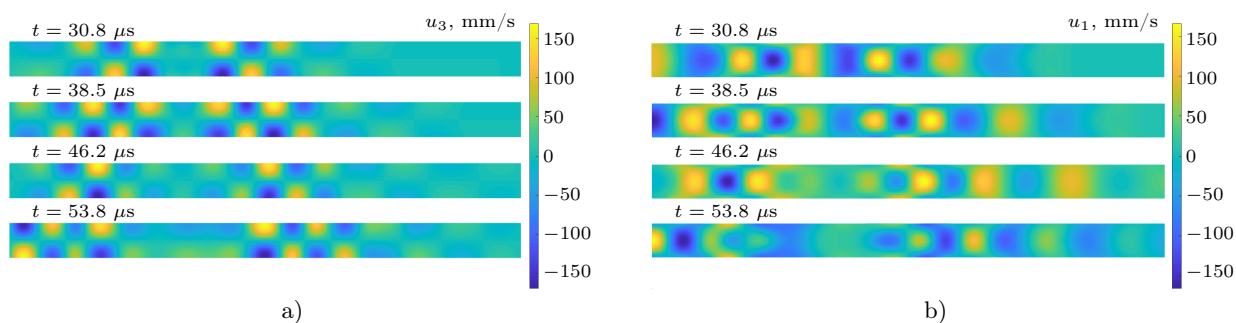 u₃, mm/s
t = 30.8 μs
t = 38.5 μs
t = 46.2 μs
t = 53.8 μs
150
100
50
0
−50
−100
−150
a)
u₁, mm/s
t = 30.8 μs
t = 38.5 μs
t = 46.2 μs
t = 53.8 μs
150
100
50
0
−50
−100
−150
b)